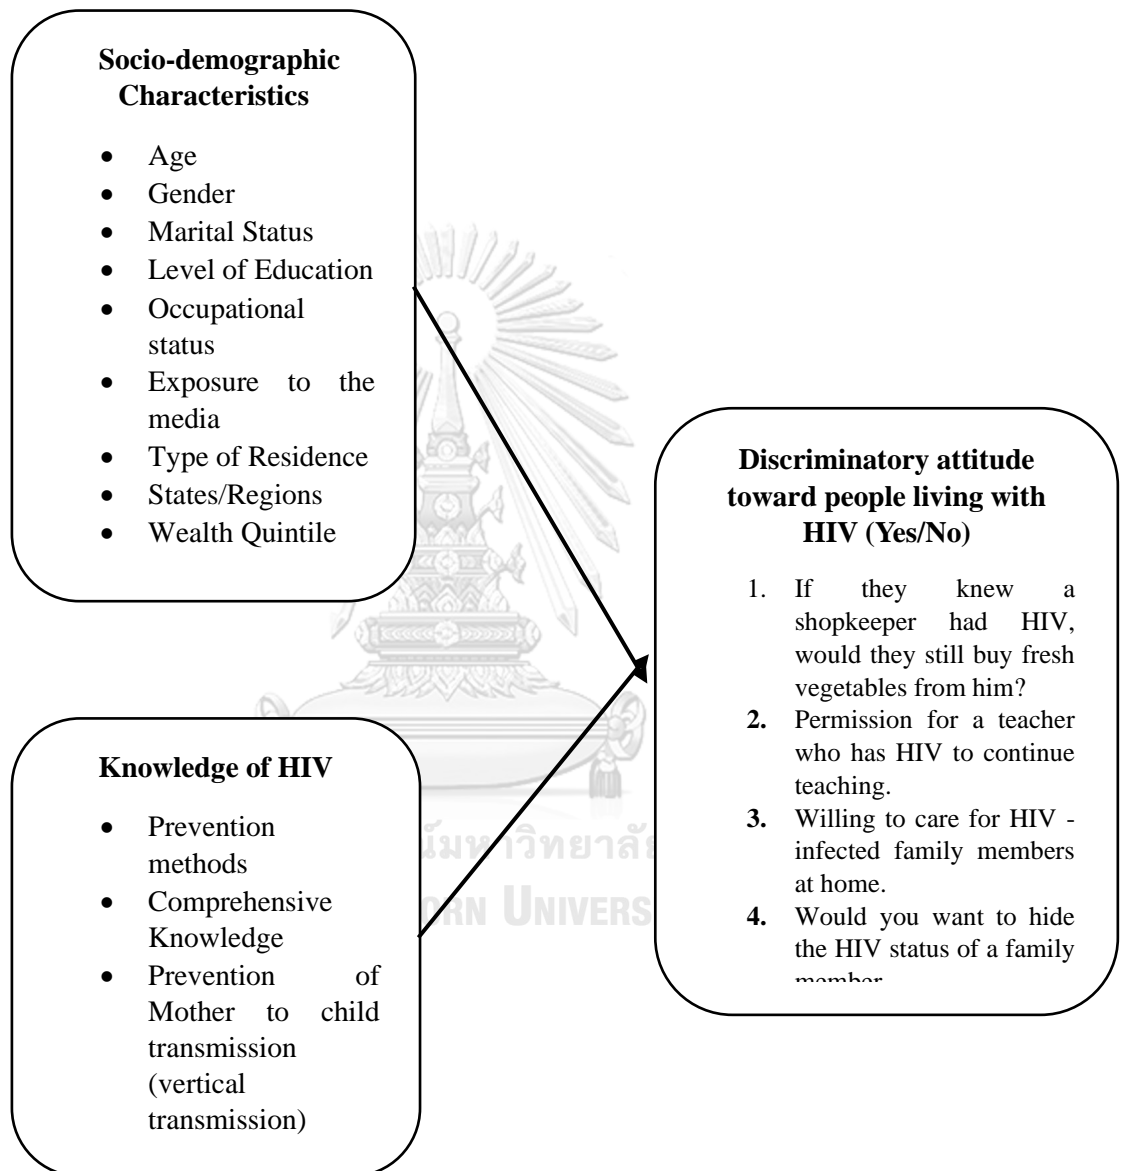 Socio-demographic
Characteristics
• Age
• Gender
• Marital Status
• Level of Education
• Occupational
status
• Exposure to the
media
• Type of Residence
• States/Regions
• Wealth Quintile
Knowledge of HIV
• Prevention
methods
• Comprehensive
Knowledge
• Prevention of
Mother to child
transmission
(vertical
transmission)
Discriminatory attitude
toward people living with
HIV (Yes/No)
1. If they knew a
shopkeeper had HIV,
would they still buy fresh
vegetables from him?
2. Permission for a teacher
who has HIV to continue
teaching.
3. Willing to care for HIV -
infected family members
at home.
4. Would you want to hide
the HIV status of a family
member